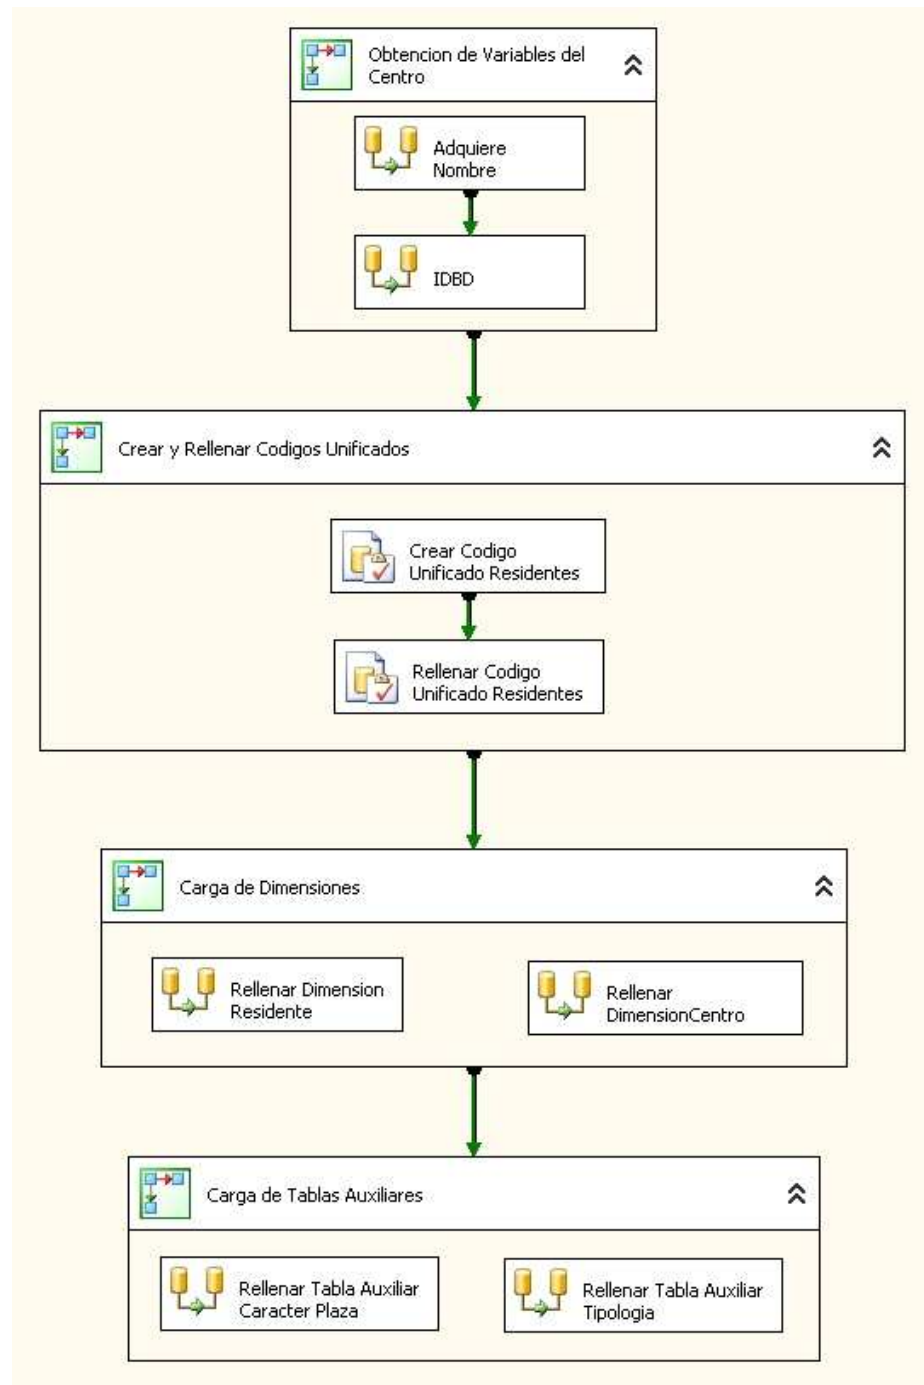 Obtencion de Variables del
Centro
Adquiere
Nombre
IDBD
Crear y Rellenar Codigos Unificados
Crear Codigo
Unificado Residentes
Rellenar Codigo
Unificado Residentes
Carga de Dimensiones
Rellenar Dimension
Residente
Rellenar
DimensionCentro
Carga de Tablas Auxiliares
Rellenar Tabla Auxiliar
Caracter Plaza
Rellenar Tabla Auxiliar
Tipologia